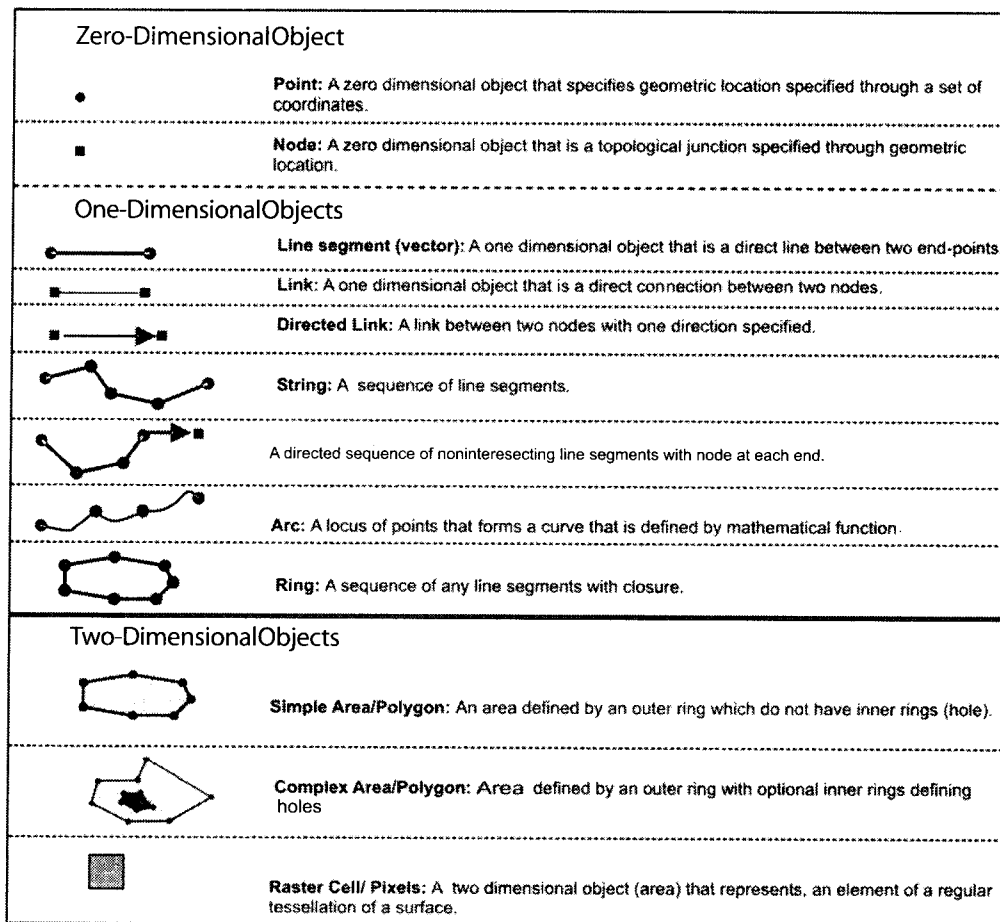 Zero-DimensionalObject
Point: A zero dimensional object that specifies geometric location specified through a set of
coordinates.
Node: A zero dimensional object that is a topological junction specified through geometric
location.
One-DimensionalObjects
Line segment (vector): A one dimensional object that is a direct line between two end-points
Link: A one dimensional object that is a direct connection between two nodes.
Directed Link: A link between two nodes with one direction specified.
String: A sequence of line segments.
A directed sequence of noninteresecting line segments with node at each end.
Arc: A locus of points that forms a curve that is defined by mathematical function.
Ring: A sequence of any line segments with closure.
Two-DimensionalObjects
Simple Area/Polygon: An area defined by an outer ring which do not have inner rings (hole).
Complex Area/Polygon: Area defined by an outer ring with optional inner rings defining
holes
Raster Cell/ Pixels: A two dimensional object (area) that represents, an element of a regular
tessellation of a surface.